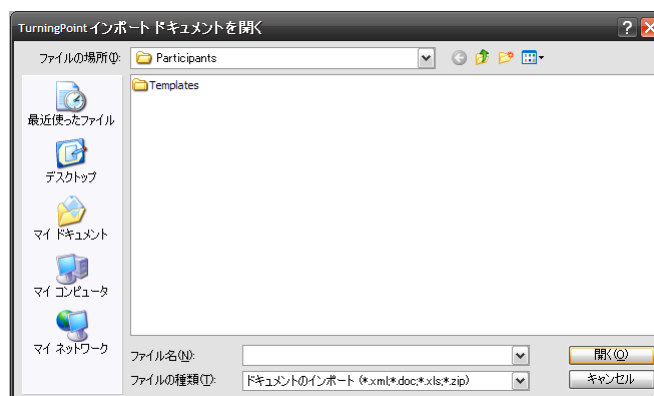 TurningPoint インポート ドキュメントを開く
ファイルの場所(I):
Participants
Templates
最近使ったファイル
デスクトップ
マイ ドキュメント
マイ コンピュータ
マイ ネットワーク
ファイル名(N):
開く(O)
ファイルの種類(T):
ドキュメントのインポート (*.xml;*.doc;*.xls;*.zip)
キャンセル